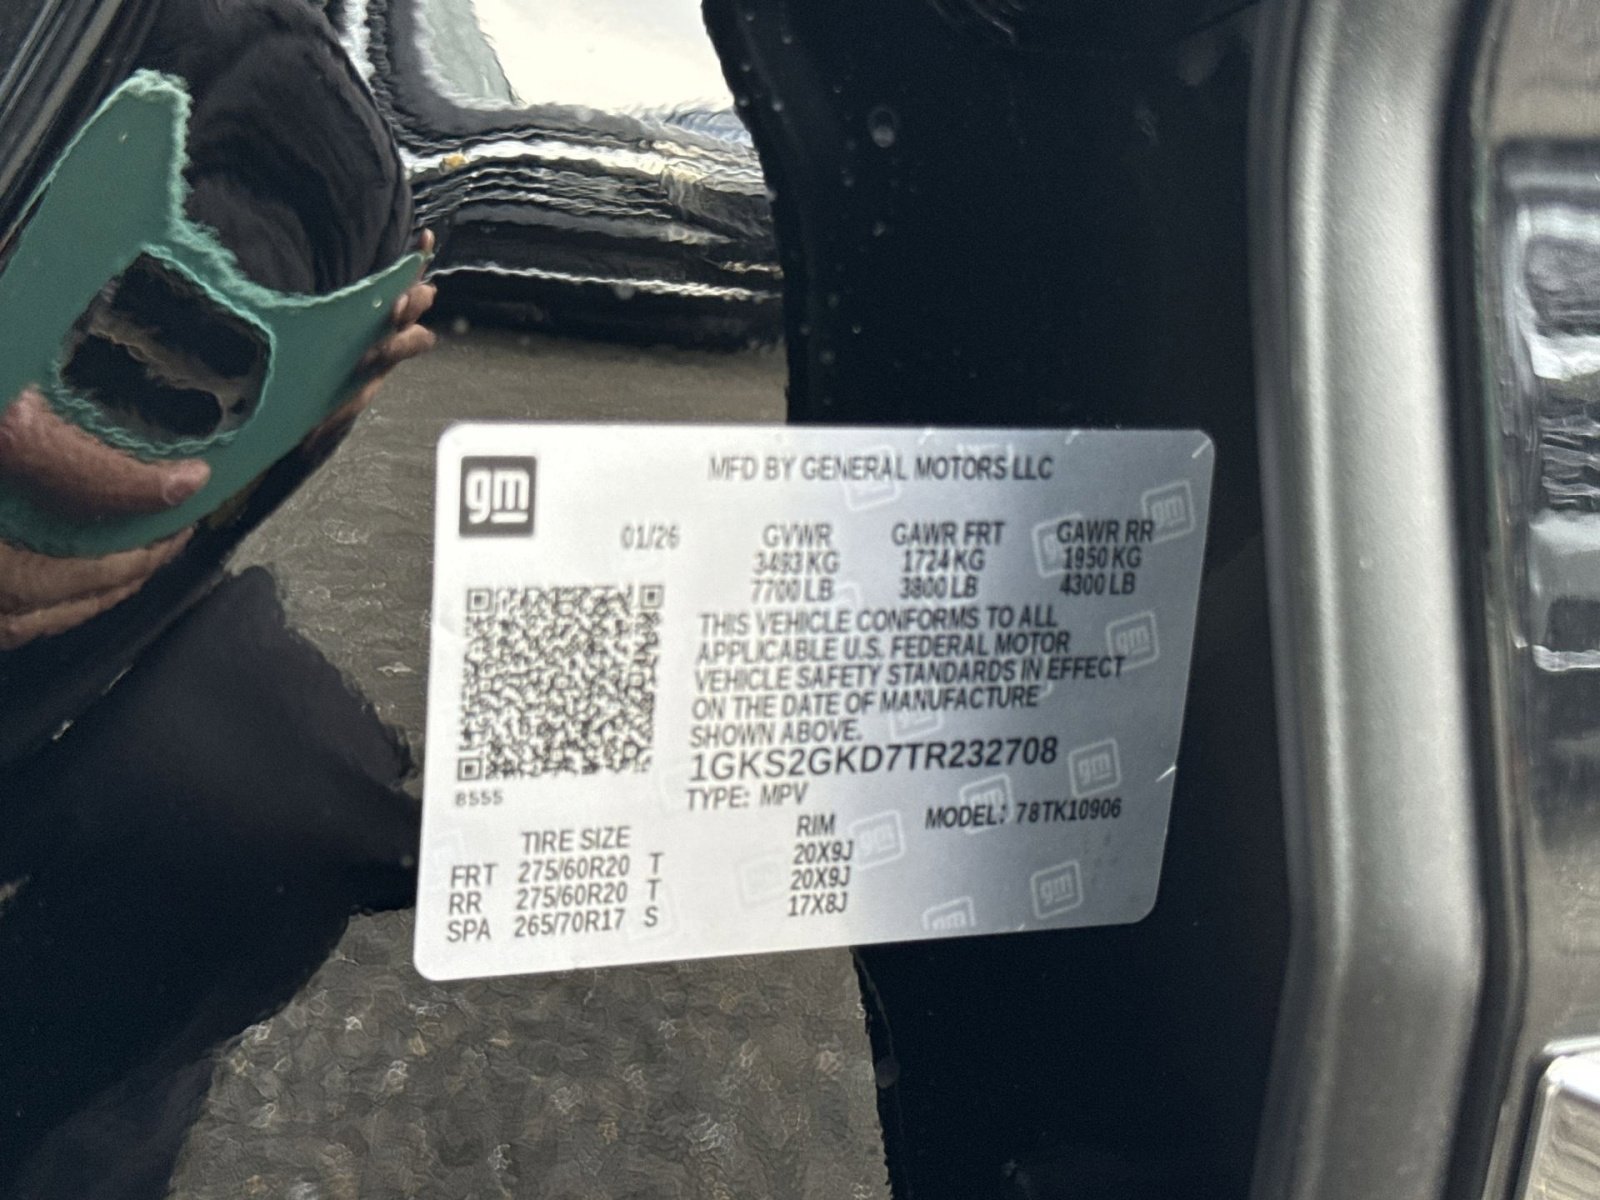 gm
MFD BY GENERAL MOTORS LLC
01/26 GVWR GAWR FRT GAWR RR
3493 KG 1724 KG 1950 KG
7700 LB 3800 LB 4300 LB
THIS VEHICLE CONFORMS TO ALL
APPLICABLE U.S. FEDERAL MOTOR
VEHICLE SAFETY STANDARDS IN EFFECT
ON THE DATE OF MANUFACTURE
SHOWN ABOVE.
1GKS2GKD7TR232708
8555
TYPE: MPV
MODEL: 78TK10906
TIRE SIZE RIM
FRT 275/60R20 T 20X9J
RR 275/60R20 T 20X9J
SPA 265/70R17 S 17X8J